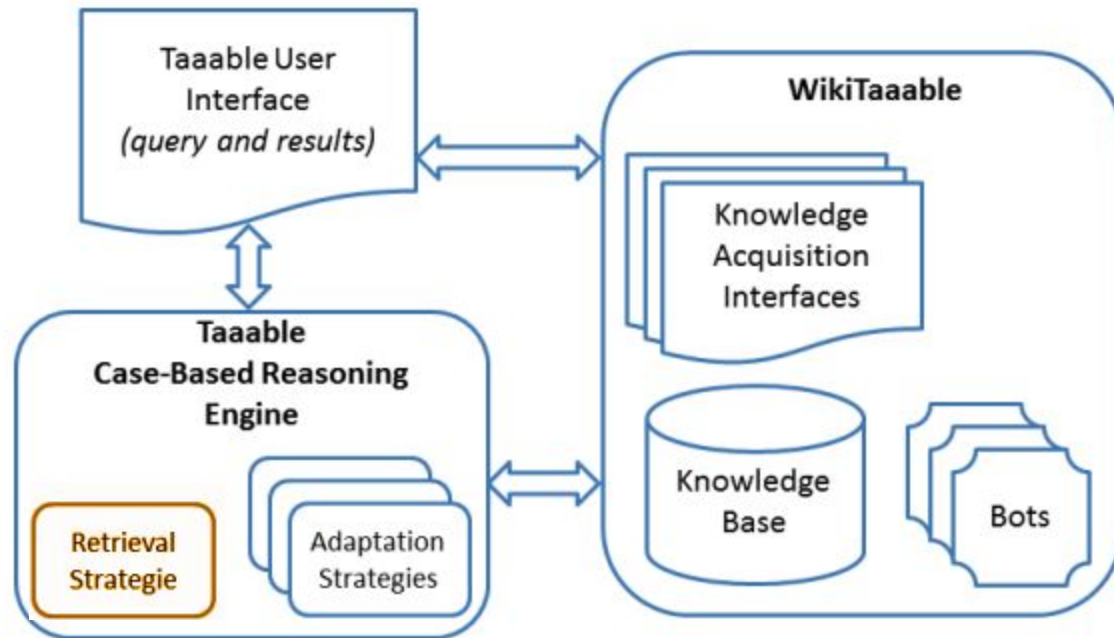 Taaable User
Interface
(query and results)
WikiTaaable
Knowledge
Acquisition
Interfaces
Taaable
Case-Based Reasoning
Engine
Retrieval
Strategie
Adaptation
Strategies
Knowledge
Base
Bots